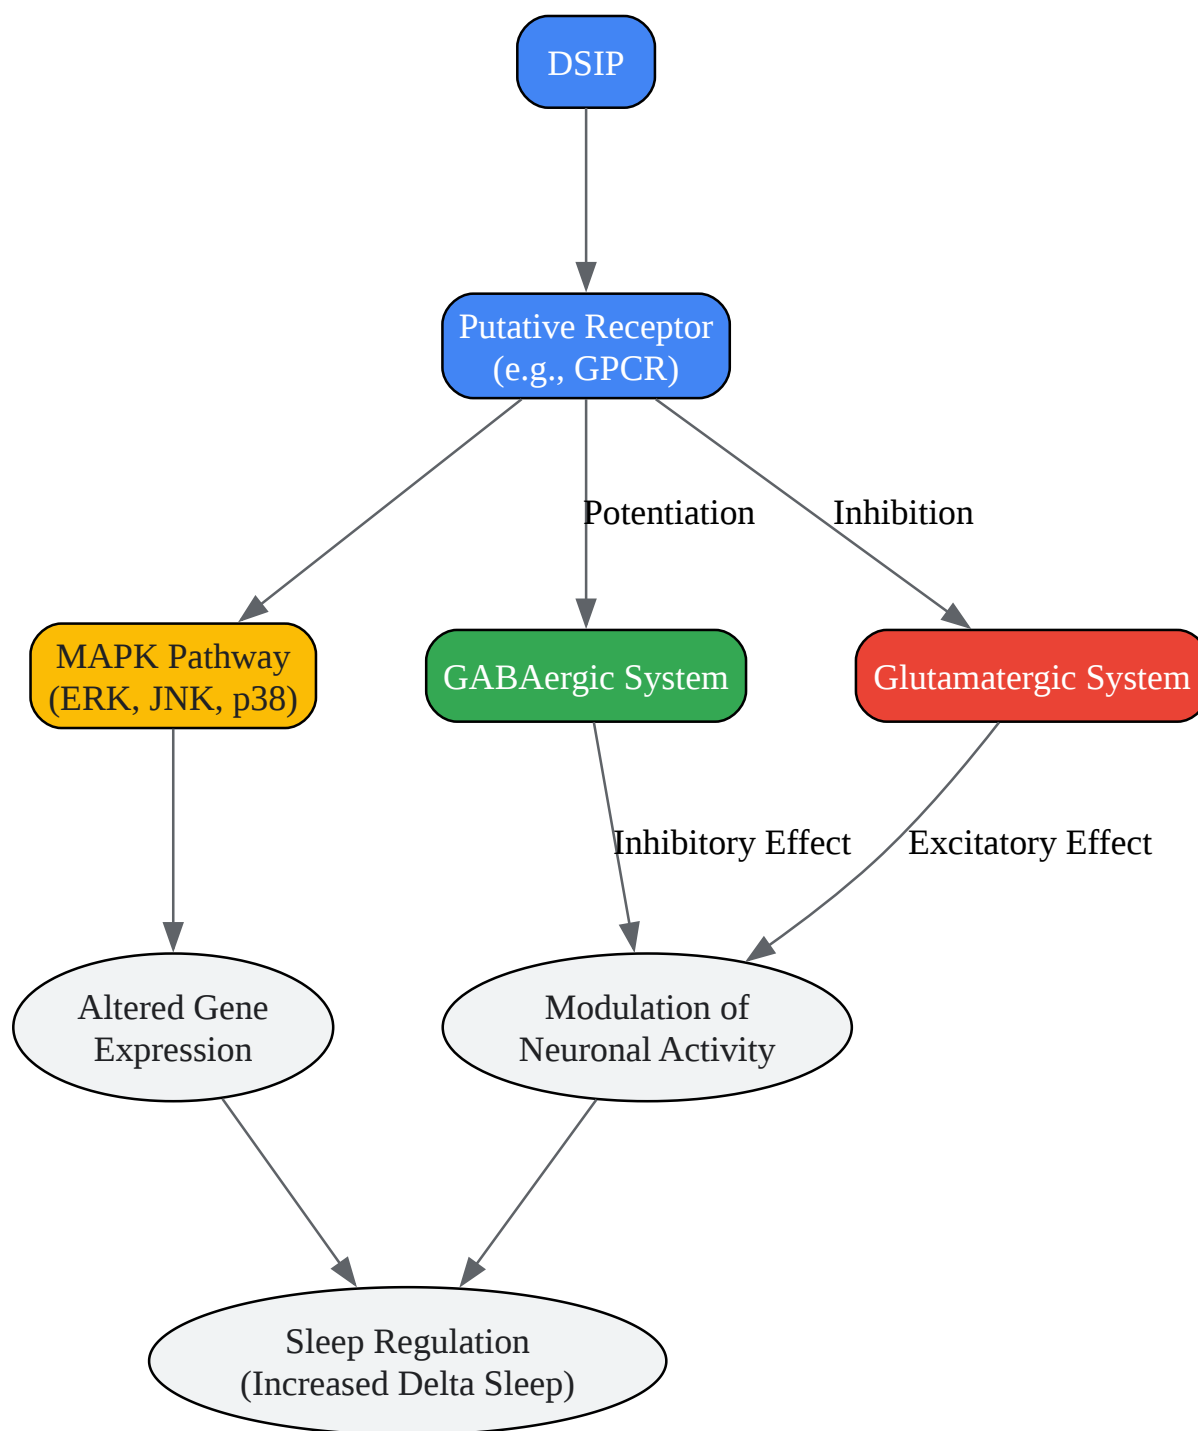 DSIP
Putative Receptor
(e.g., GPCR)
Potentiation
Inhibition
MAPK Pathway
(ERK, JNK, p38)
GABAergic System
Glutamatergic System
Inhibitory Effect
Excitatory Effect
Altered Gene
Expression
Modulation of
Neuronal Activity
Sleep Regulation
(Increased Delta Sleep)